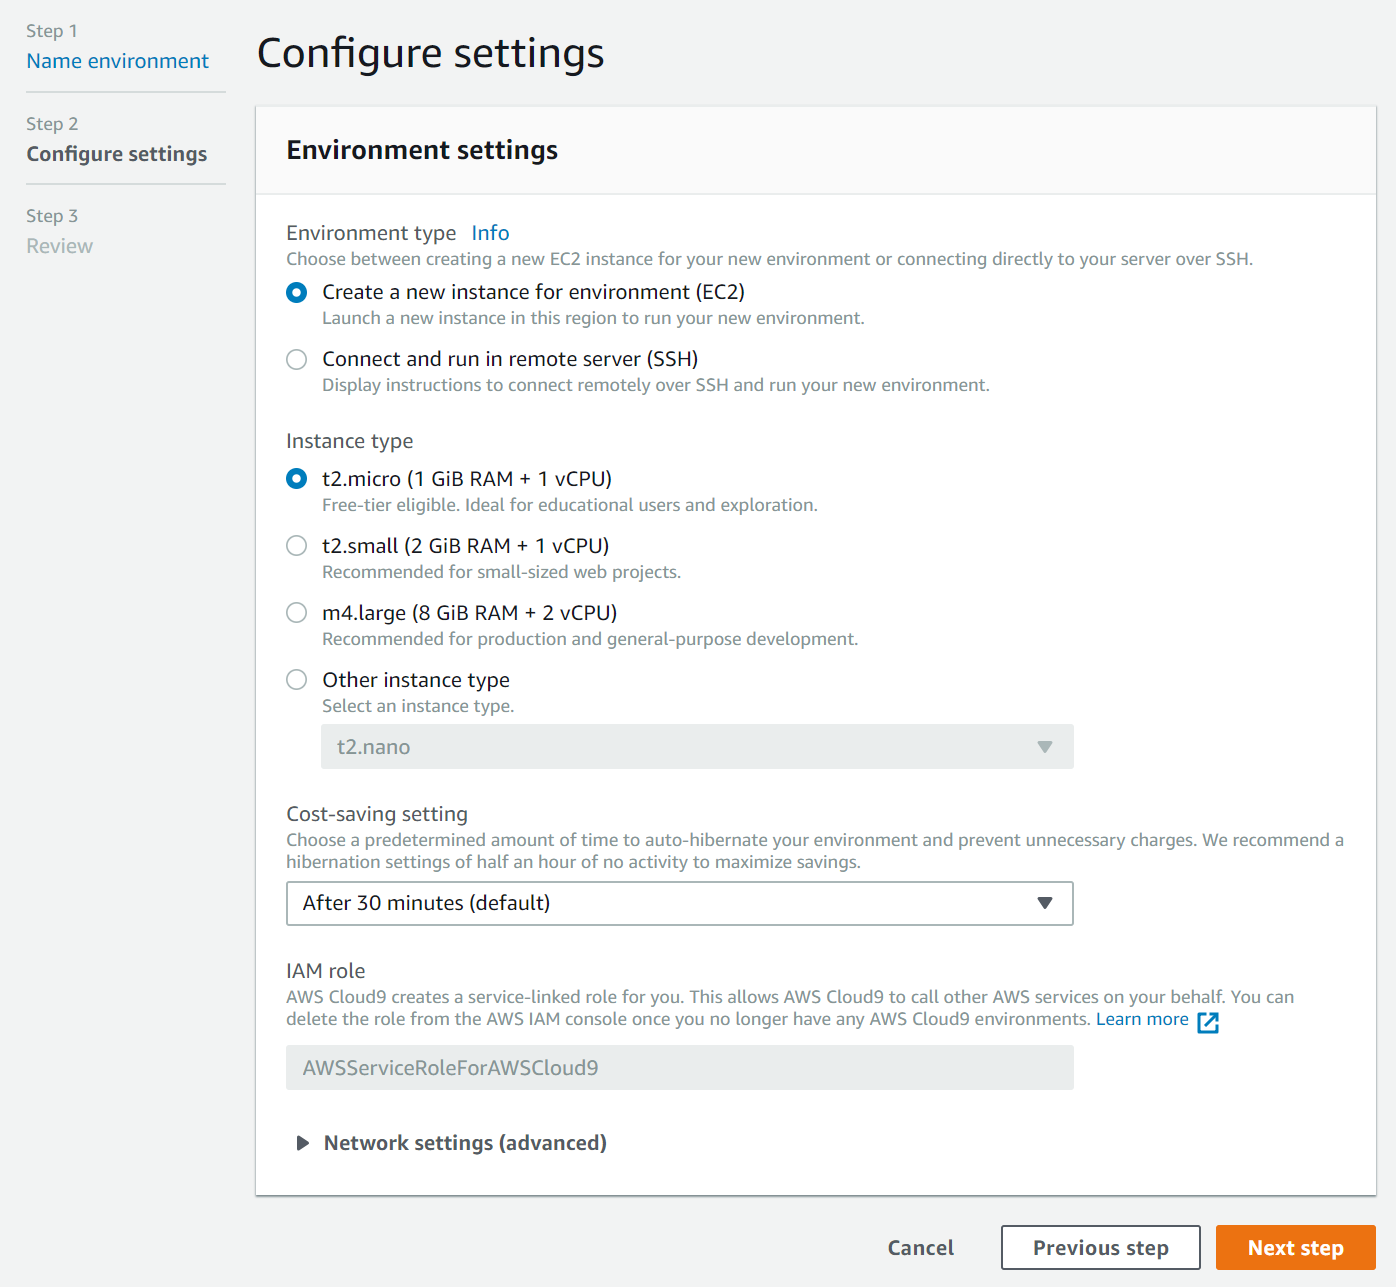 Step 1
Name environment
Step 2
Configure settings
Step 3
Review
Configure settings
Environment settings
Environment type Info
Choose between creating a new EC2 instance for your new environment or connecting directly to your server over SSH.
Create a new instance for environment (EC2)
Launch a new instance in this region to run your new environment.
Connect and run in remote server (SSH)
Display instructions to connect remotely over SSH and run your new environment.
Instance type
t2.micro (1 GiB RAM + 1 vCPU)
Free-tier eligible. Ideal for educational users and exploration.
t2.small (2 GiB RAM + 1 vCPU)
Recommended for small-sized web projects.
m4.large (8 GiB RAM + 2 vCPU)
Recommended for production and general-purpose development.
Other instance type
Select an instance type.
t2.nano
Cost-saving setting
Choose a predetermined amount of time to auto-hibernate your environment and prevent unnecessary charges. We recommend a
hibernation settings of half an hour of no activity to maximize savings.
After 30 minutes (default)
IAM role
AWS Cloud9 creates a service-linked role for you. This allows AWS Cloud9 to call other AWS services on your behalf. You can
delete the role from the AWS IAM console once you no longer have any AWS Cloud9 environments. Learn more
AWSServiceRoleForAWSCloud9
Network settings (advanced)
Cancel Previous step Next step